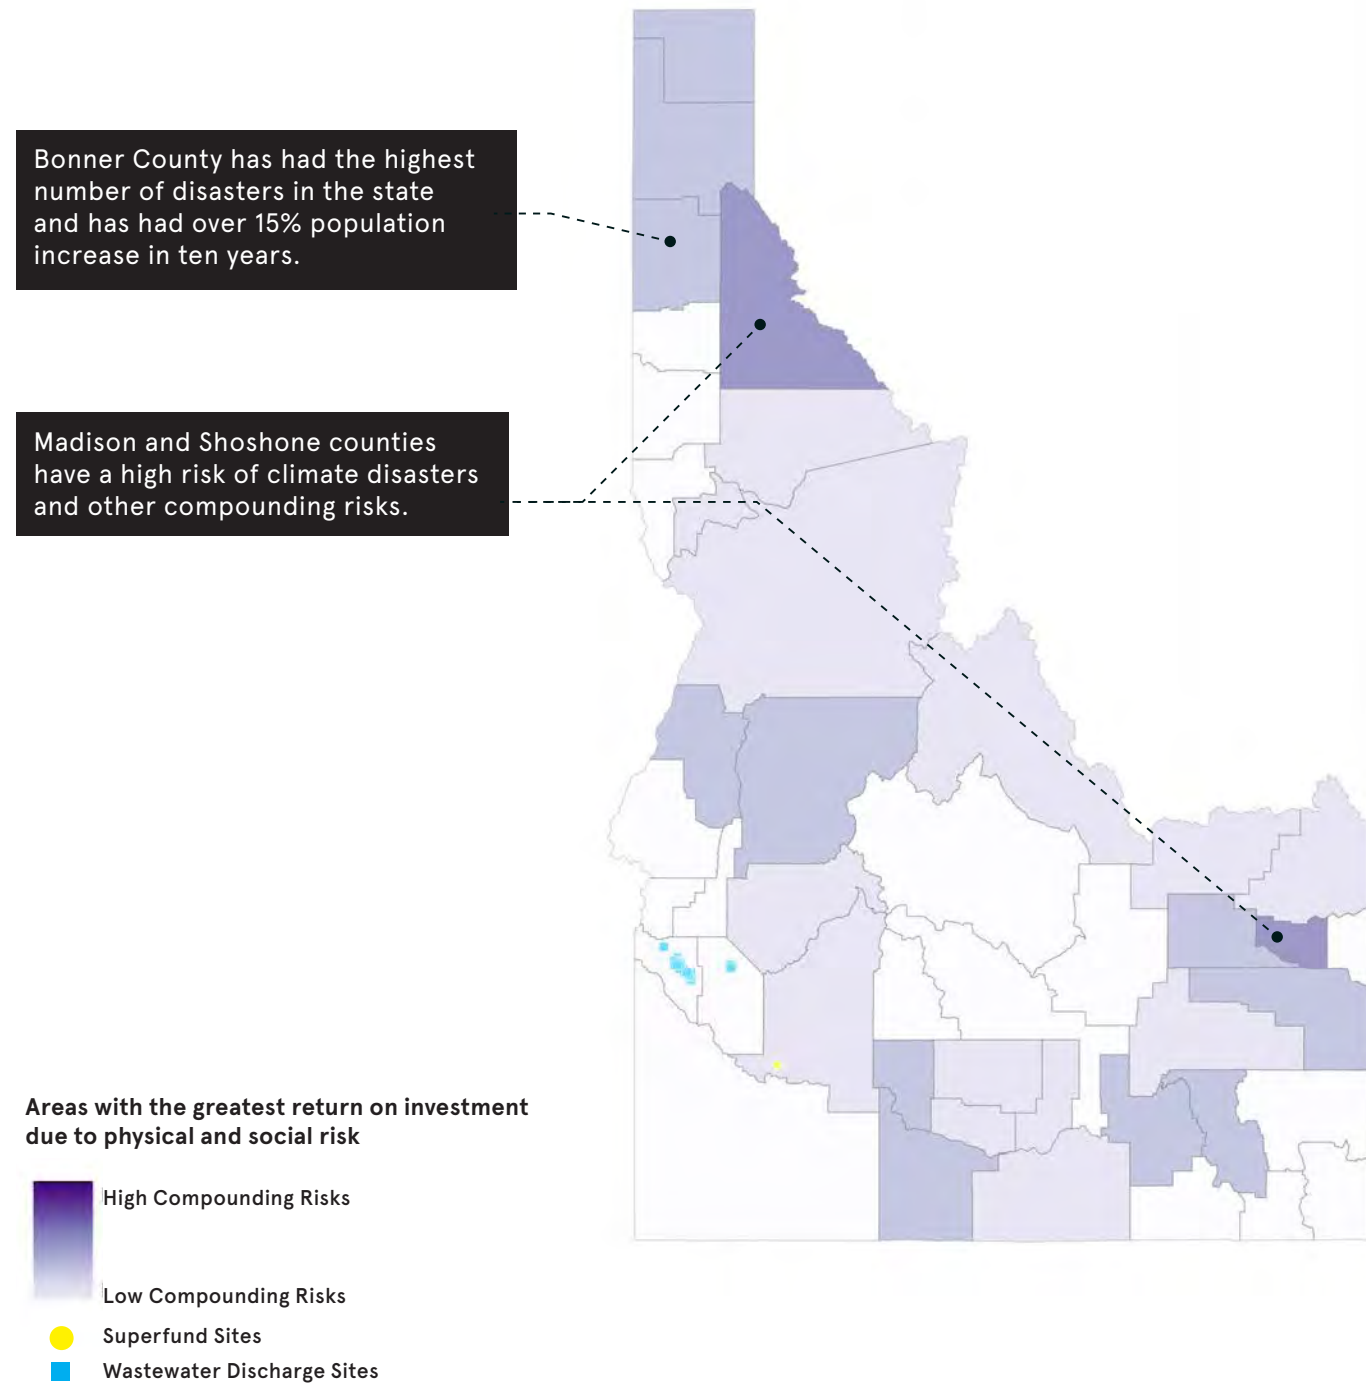 Bonner County has had the highest
number of disasters in the state
and has had over 15% population
increase in ten years.
Madison and Shoshone counties
have a high risk of climate disasters
and other compounding risks.
Areas with the greatest return on investment
due to physical and social risk
High Compounding Risks
Low Compounding Risks
Superfund Sites
Wastewater Discharge Sites